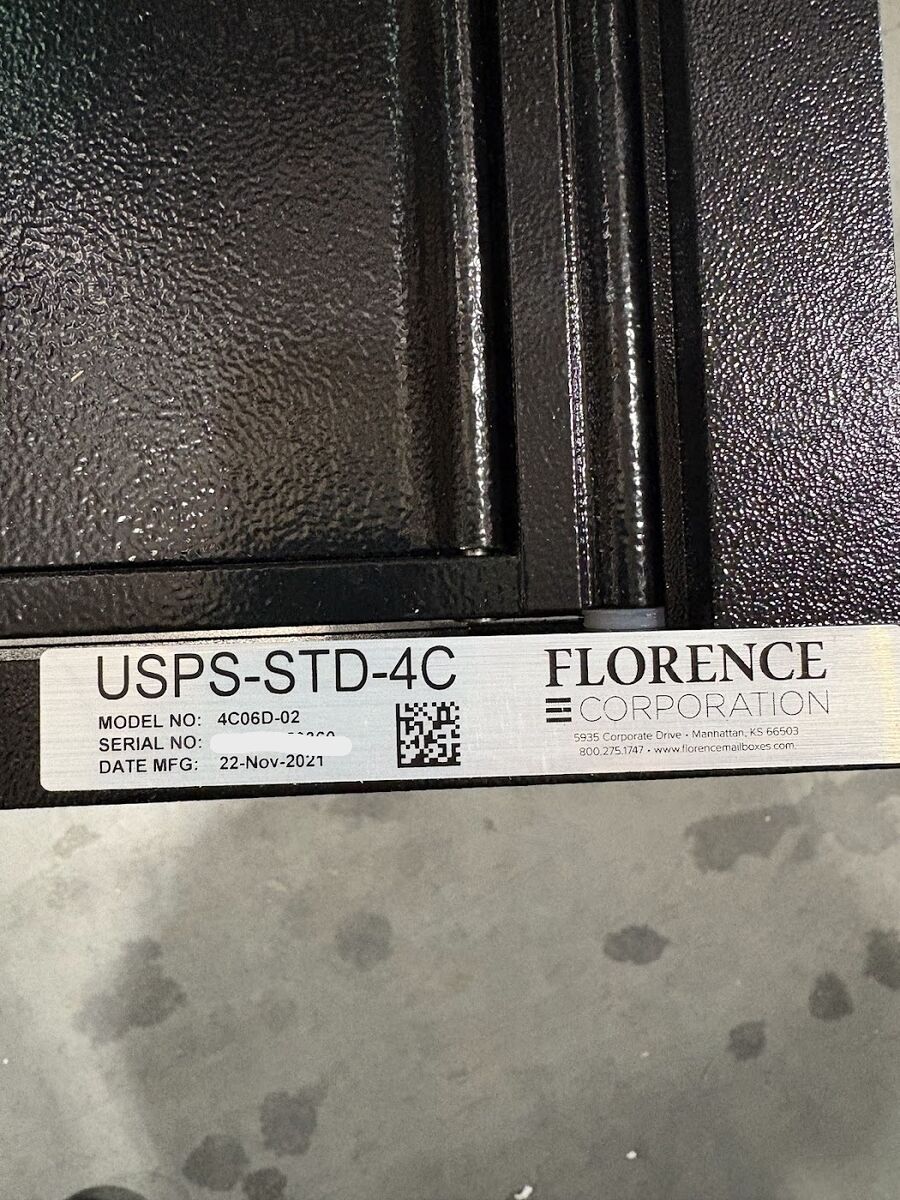 USPS-STD-4C
MODEL NO: 4C06D-02
SERIAL NO:
DATE MFG: 22-Nov-2021
FLORENCE
CORPORATION
5935 Corporate Drive • Manhattan, KS 66503
800.275.1747 • www.florencemailboxes.com